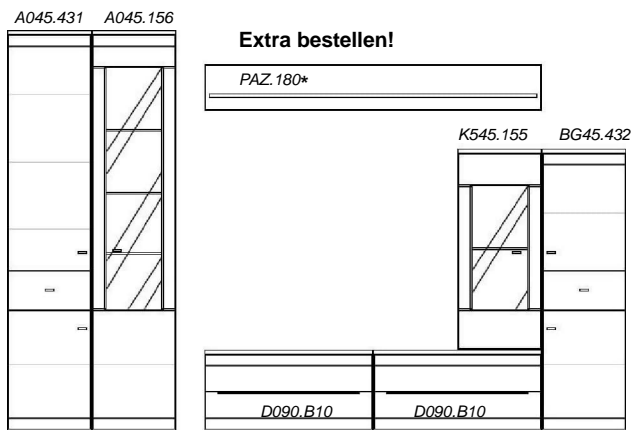 A045.431 A045.156
Extra bestellen!
PAZ.180*
K545.155 BG45.432
D090.B10 D090.B10